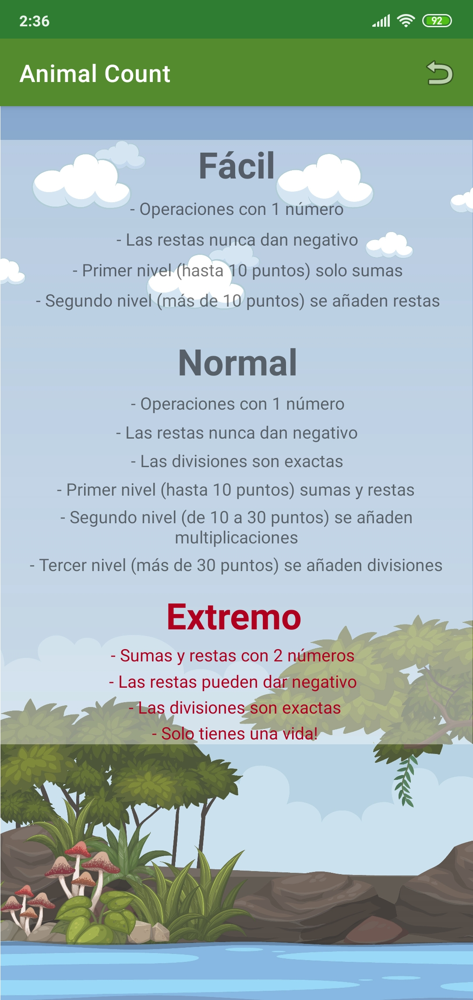 2:36
92
Animal Count
Fácil
- Operaciones con 1 número
- Las restas nunca dan negativo
- Primer nivel (hasta 10 puntos) solo sumas
- Segundo nivel (más de 10 puntos) se añaden restas
Normal
- Operaciones con 1 número
- Las restas nunca dan negativo
- Las divisiones son exactas
- Primer nivel (hasta 10 puntos) sumas y restas
- Segundo nivel (de 10 a 30 puntos) se añaden
multiplicaciones
- Tercer nivel (más de 30 puntos) se añaden divisiones
Extremo
- Sumas y restas con 2 números
- Las restas pueden dar negativo
- Las divisiones son exactas
- Solo tienes una vida!